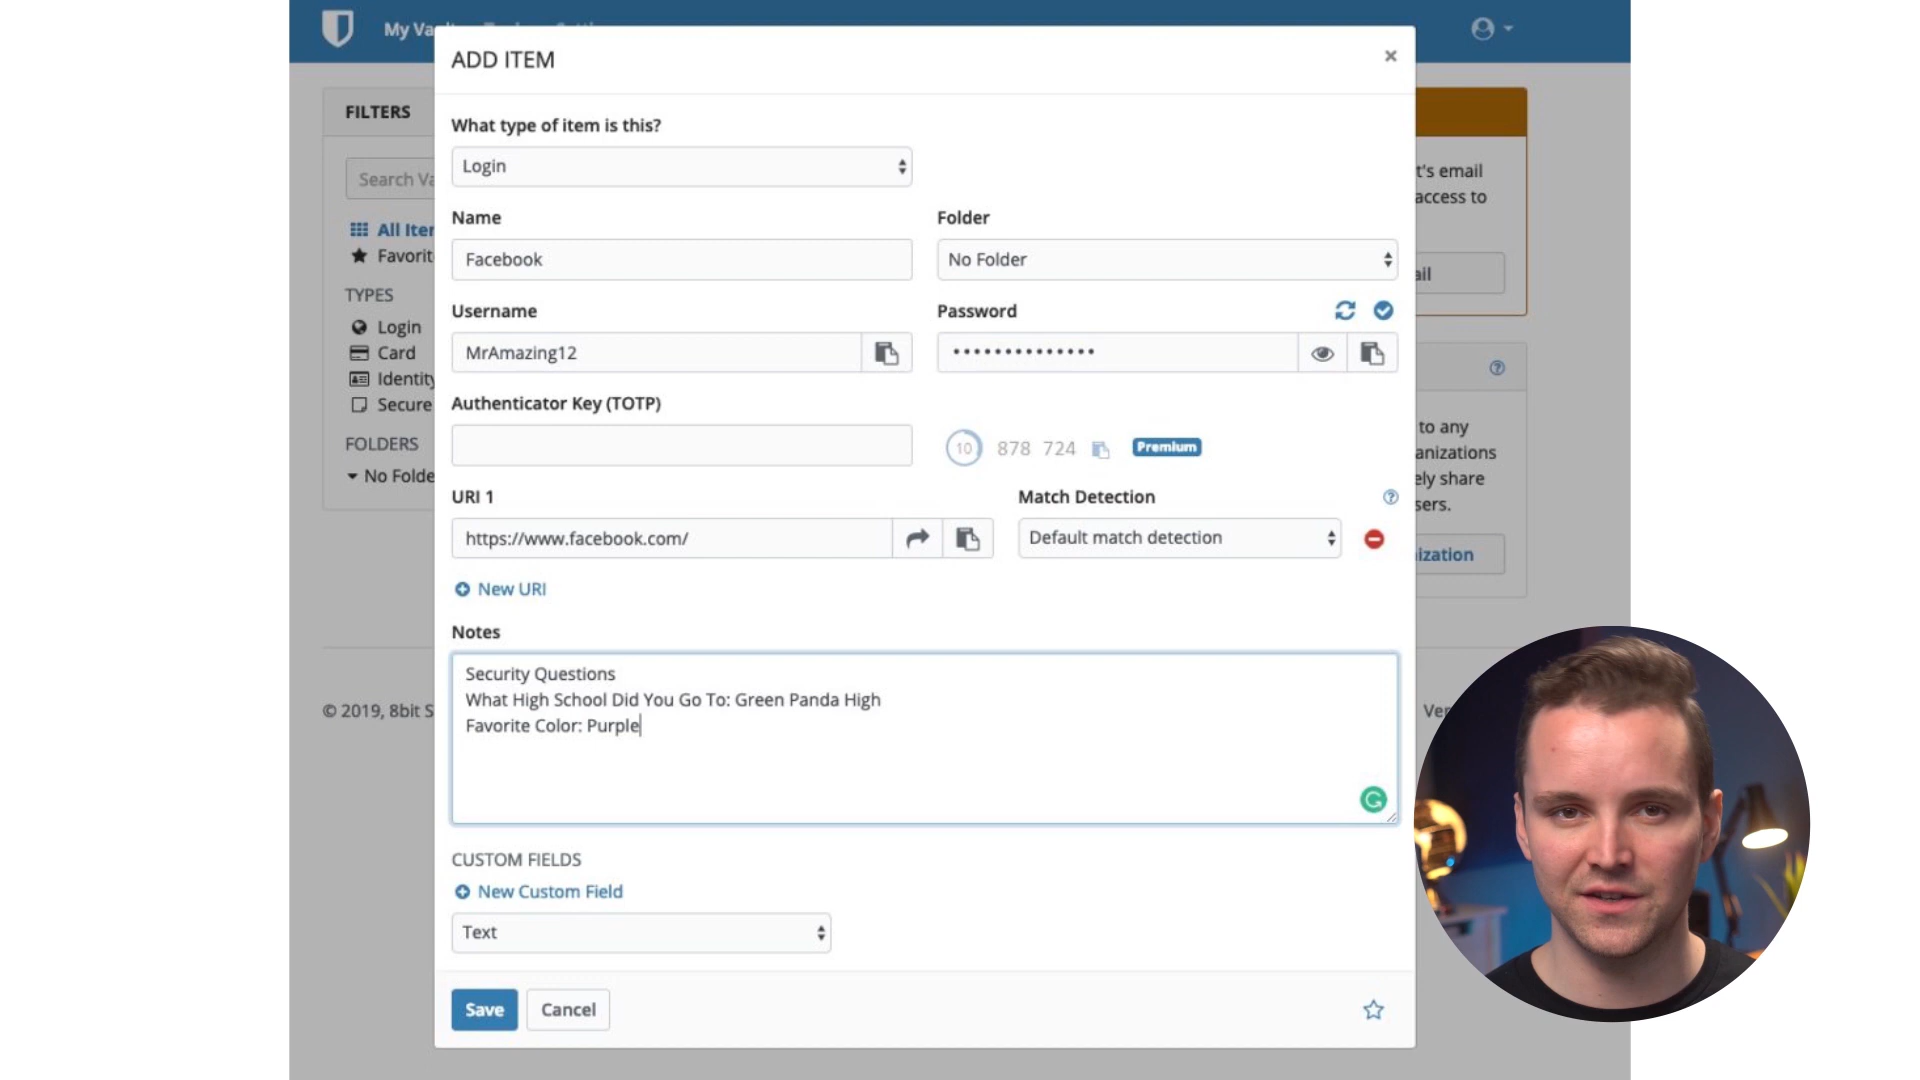 My Va
ADD ITEM
×
FILTERS
What type of item is this?
Login
Search Va
t's email
access to
Name
Folder
All Iter
Facebook
No Folder
Favorit
ail
TYPES
Username
Password
Login
MrAmazing12
••••••••••••••
Card
Identity
Secure
Authenticator Key (TOTP)
to any
FOLDERS
10 878 724 Premium
anizations
No Folde
ely share
URI 1
Match Detection
sers.
https://www.facebook.com/
Default match detection
ization
New URI
Notes
Security Questions
What High School Did You Go To: Green Panda High
Favorite Color: Purple
© 2019, 8bit S
Ver
CUSTOM FIELDS
New Custom Field
Text
Save
Cancel